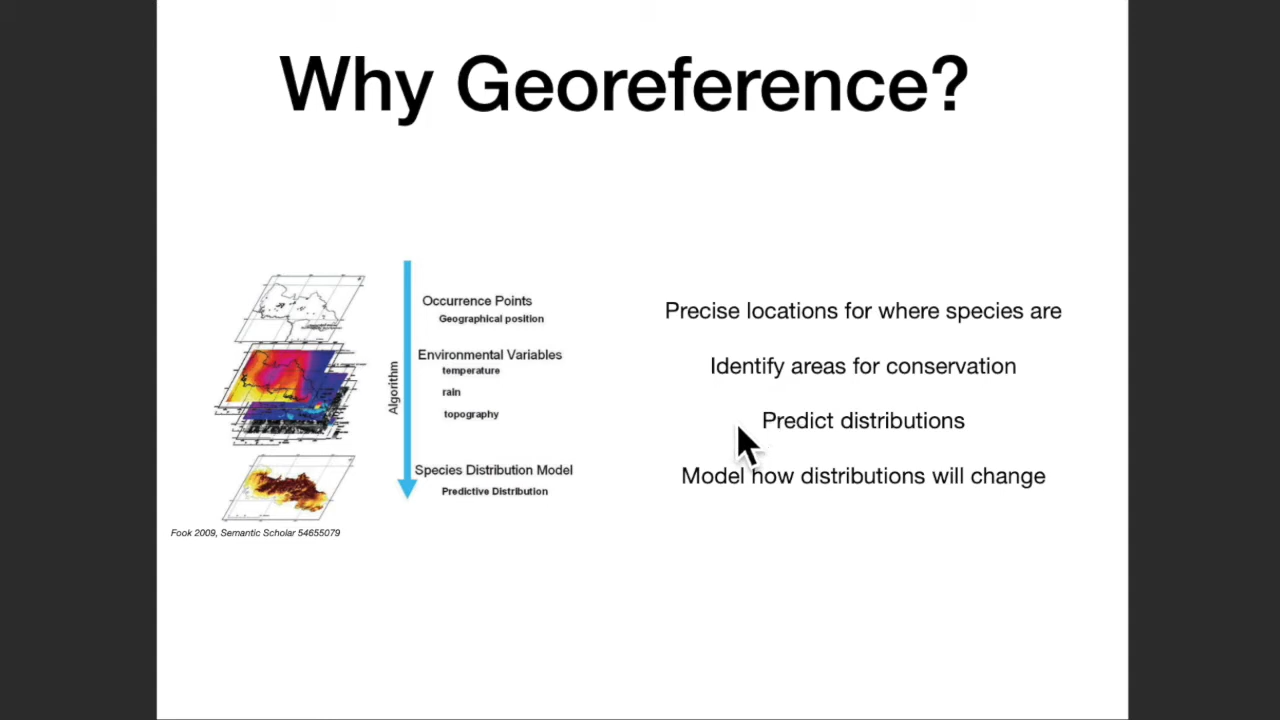 Why Georeference?
Occurrence Points
Geographical position
Environmental Variables
temperature
rain
topography
Algorithm
Species Distribution Model
Predictive Distribution
Fook 2009, Semantic Scholar 54655079
Precise locations for where species are
Identify areas for conservation
Predict distributions
Model how distributions will change